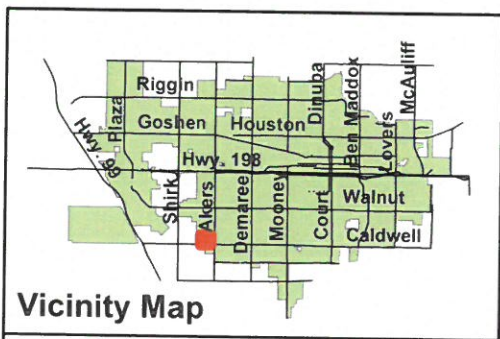 Riggin
Goshen
Houston
Hwy. 198
Walnut
Caldwell
Hwy. 99
Plaza
Shirk
Akers
Demaree
Mooney
Court
Dinuba
Ben Maddox
Lovers
McAuliff
Vicinity Map